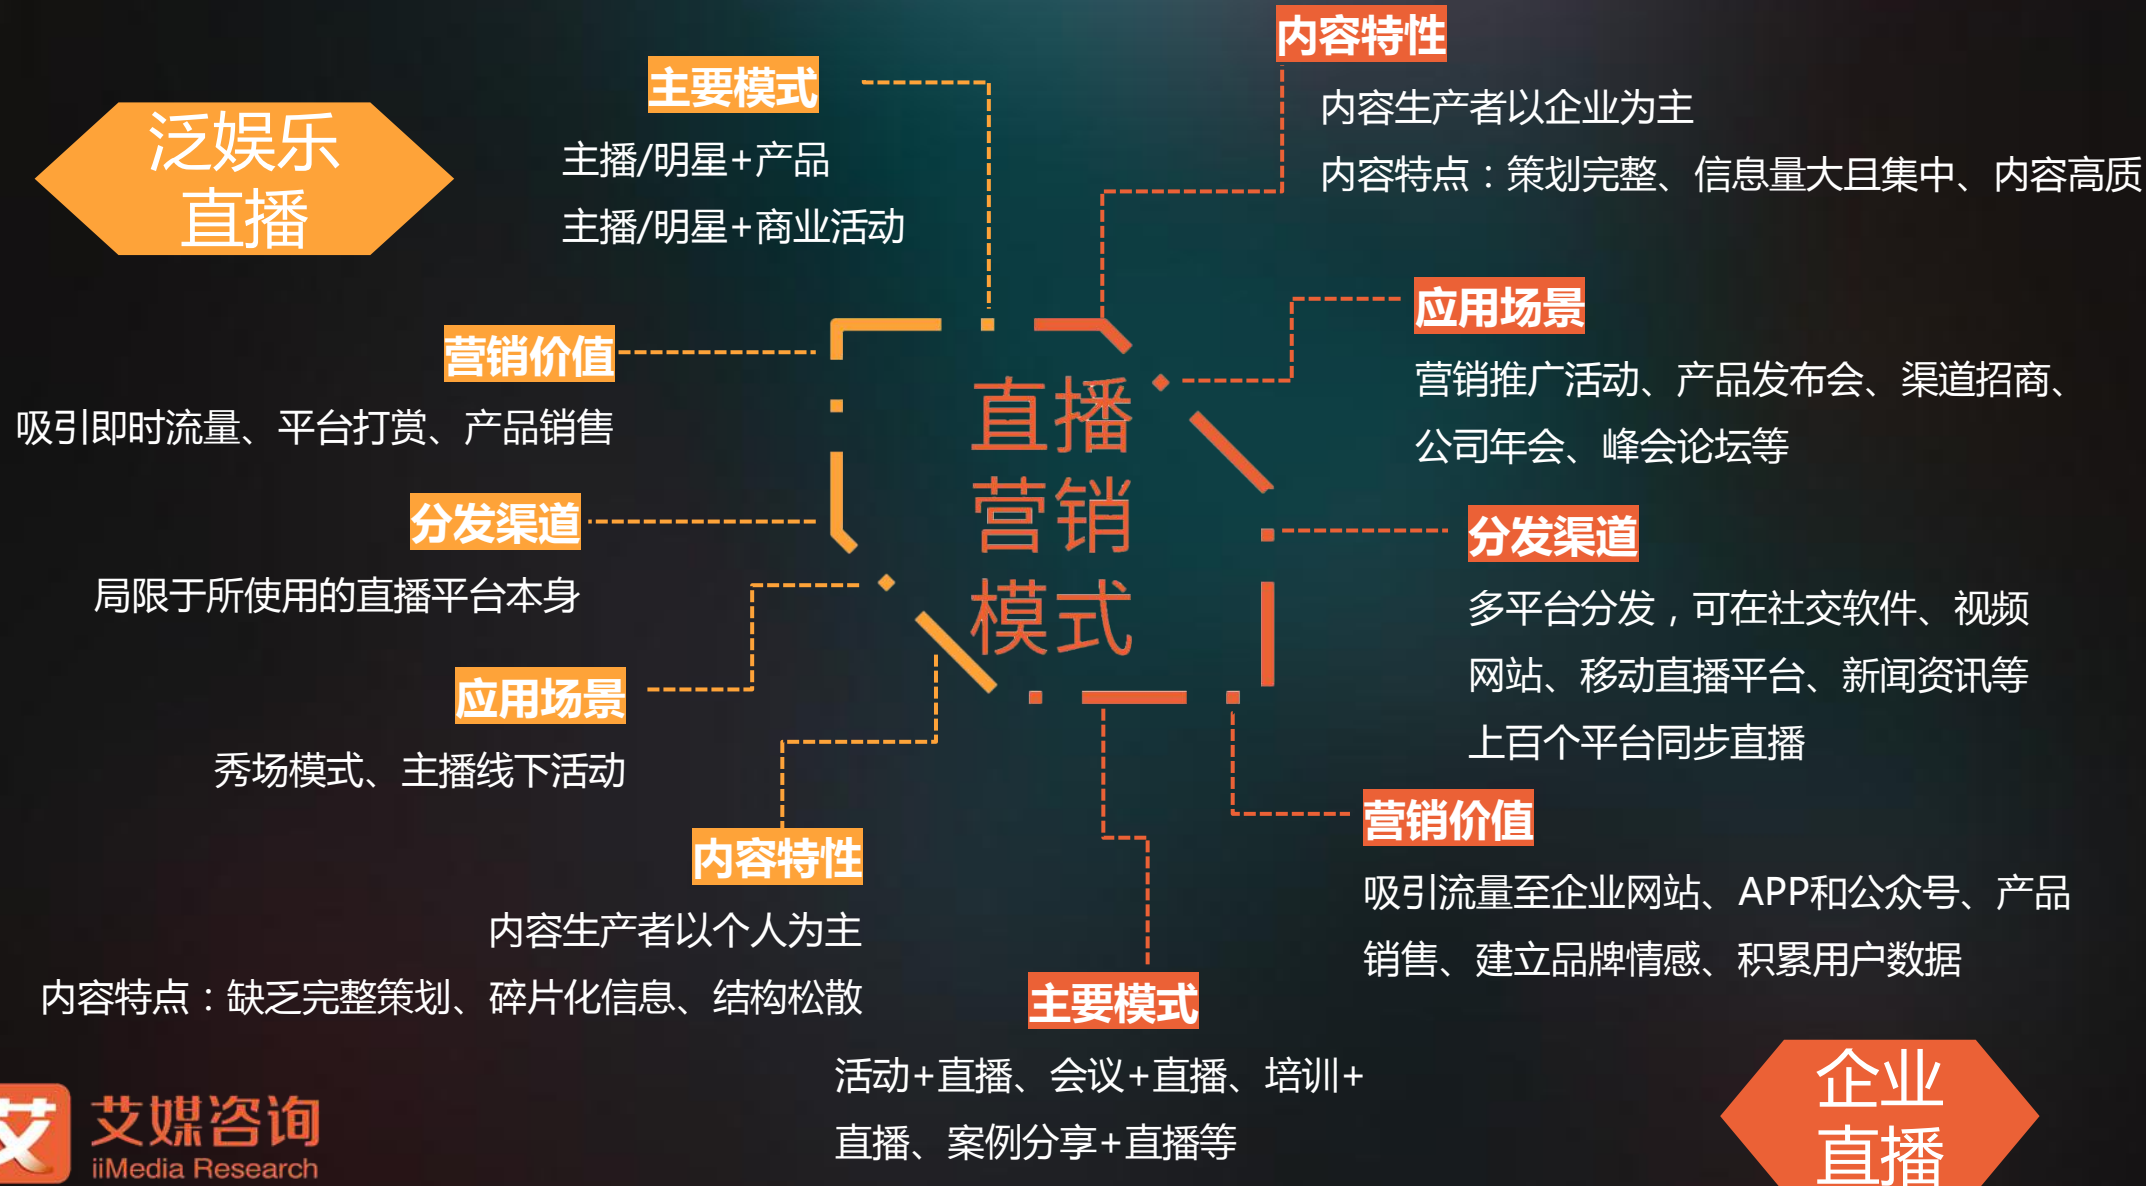 泛娱乐
直播
主要模式
主播/明星+产品
主播/明星+商业活动
营销价值
吸引即时流量、平台打赏、产品销售
分发渠道
局限于所使用的直播平台本身
应用场景
秀场模式、主播线下活动
内容特性
内容生产者以个人为主
内容特点：缺乏完整策划、碎片化信息、结构松散
直播
营销
模式
内容特性
内容生产者以企业为主
内容特点：策划完整、信息量大且集中、内容高质
应用场景
营销推广活动、产品发布会、渠道招商、
公司年会、峰会论坛等
分发渠道
多平台分发，可在社交软件、视频
网站、移动直播平台、新闻资讯等
上百个平台同步直播
营销价值
吸引流量至企业网站、APP和公众号、产品
销售、建立品牌情感、积累用户数据
主要模式
活动+直播、会议+直播、培训+
直播、案例分享+直播等
企业
直播
艾
艾媒咨询
iiMedia Research